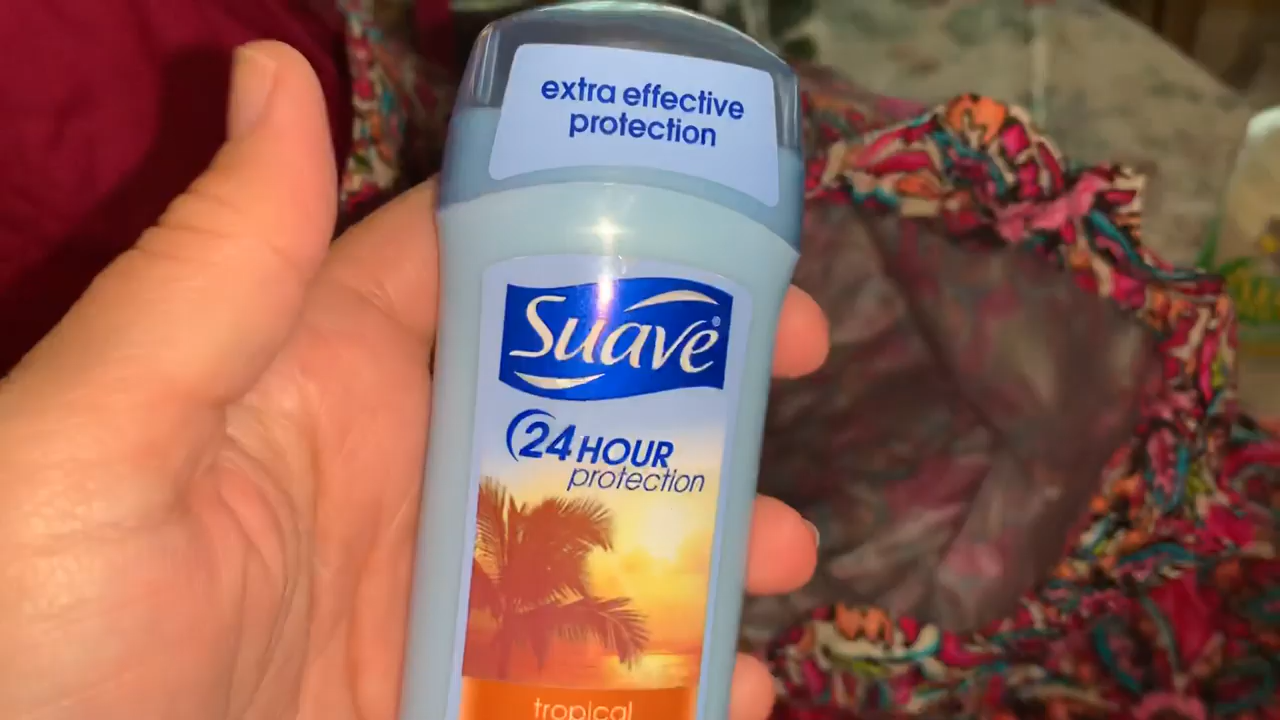 extra effective
protection
Suave®
24 HOUR
protection
tropical